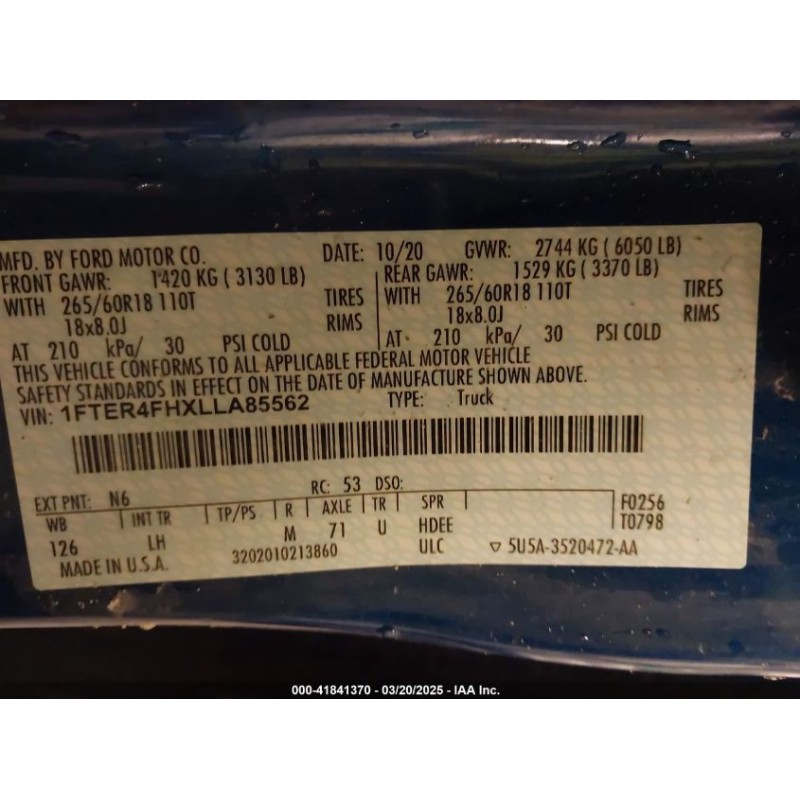 MFD. BY FORD MOTOR CO. DATE: 10/20 GVWR: 2744 KG ( 6050 LB)
FRONT GAWR: 1420 KG ( 3130 LB) REAR GAWR: 1529 KG ( 3370 LB)
WITH 265/60R18 110T TIRES WITH 265/60R18 110T TIRES
18x8.0J RIMS 18x8.0J RIMS
AT 210 kPa/ 30 PSI COLD AT 210 kPa/ 30 PSI COLD
THIS VEHICLE CONFORMS TO ALL APPLICABLE FEDERAL MOTOR VEHICLE
SAFETY STANDARDS IN EFFECT ON THE DATE OF MANUFACTURE SHOWN ABOVE.
VIN: 1FTER4FHXLLA85562 TYPE: Truck
EXT PNT: N6 RC: 53 DSO:
WB INT TR TP/PS R AXLE TR SPR F0256
126 LH M 71 U HDEE T0798
MADE IN U.S.A. 3202010213860 ULC ▽ 5U5A-3520472-AA
000-41841370 - 03/20/2025 - IAA Inc.